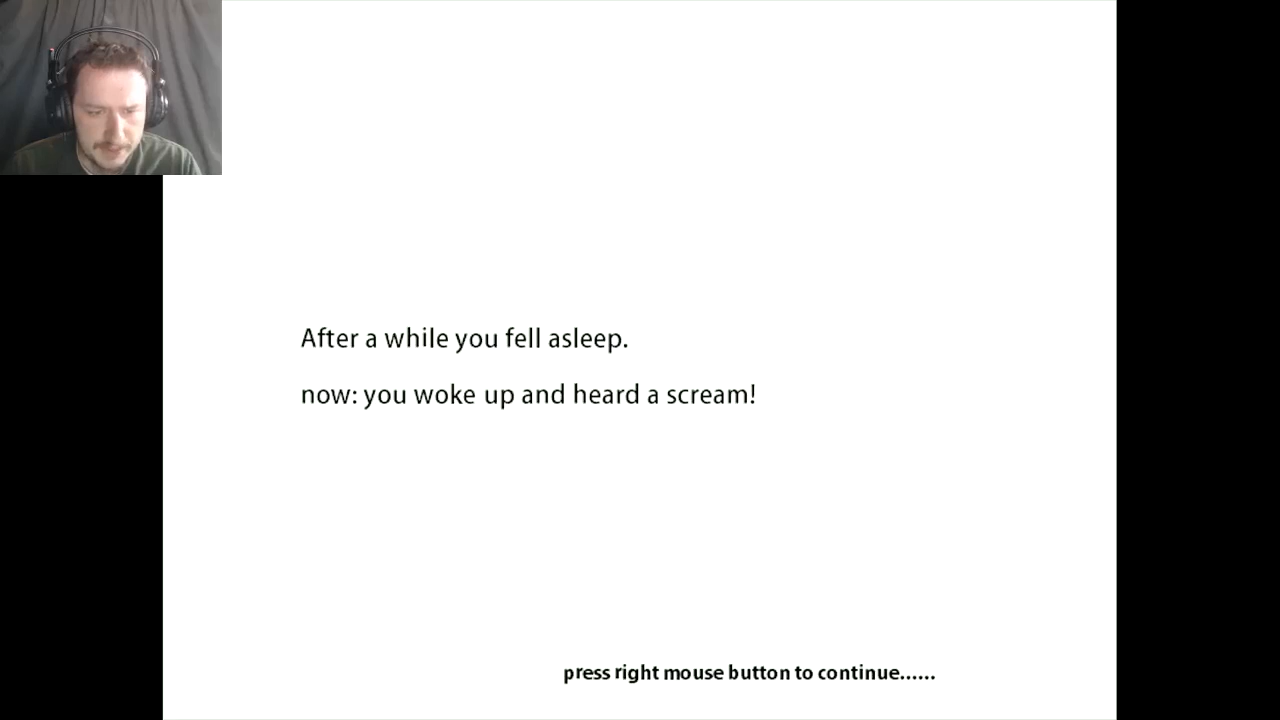 After a while you fell asleep.
now: you woke up and heard a scream!
press right mouse button to continue......